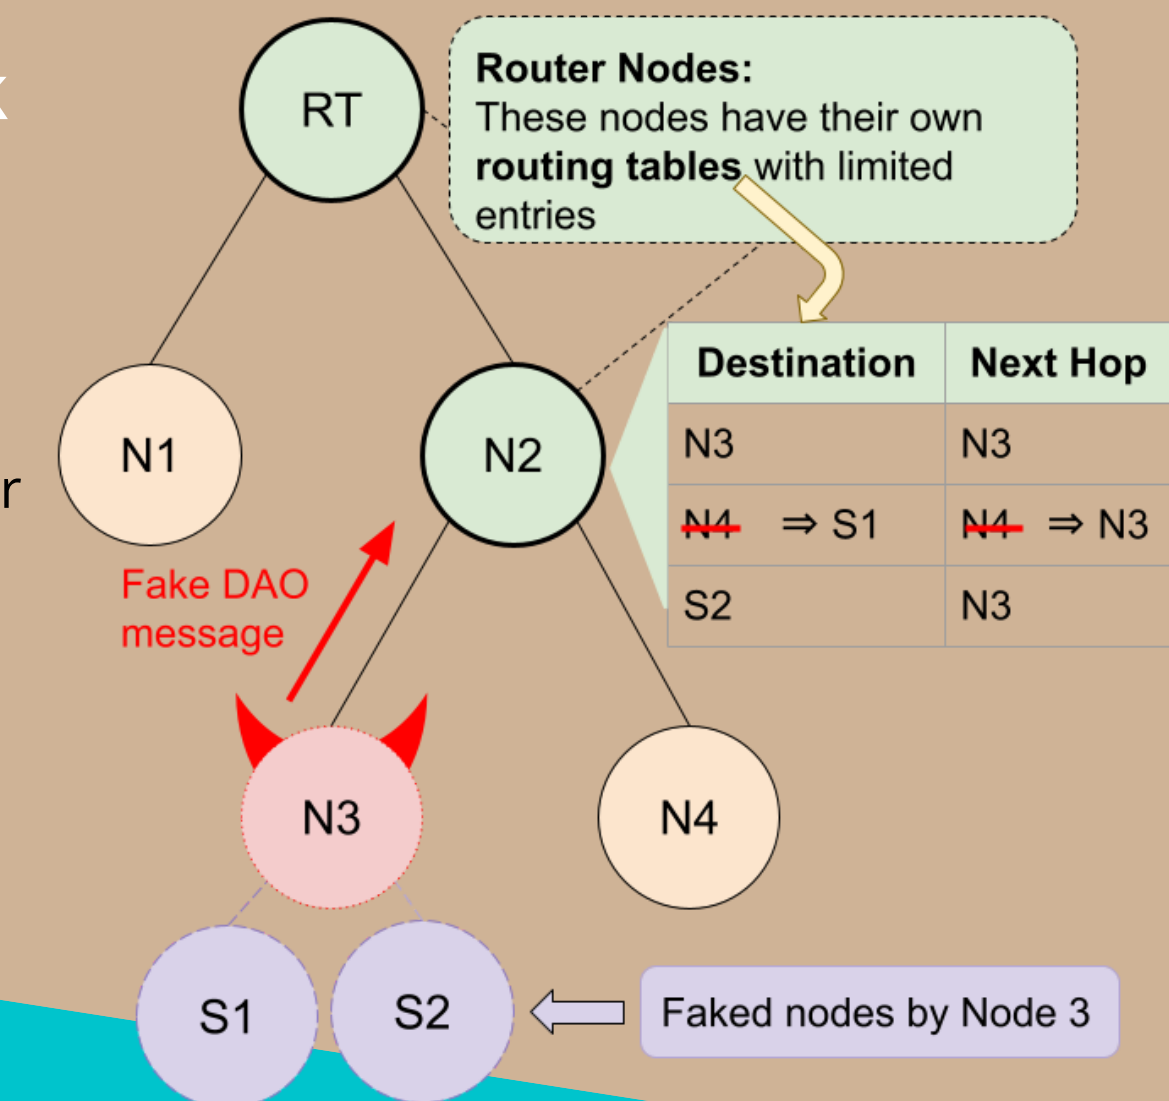 RT
Router Nodes:
These nodes have their own
routing tables with limited
entries
Destination Next Hop
N3 N3
N4 ⇒ S1 N4 ⇒ N3
S2 N3
N1
N2
r
Fake DAO
message
N3
N4
S1
S2
Faked nodes by Node 3